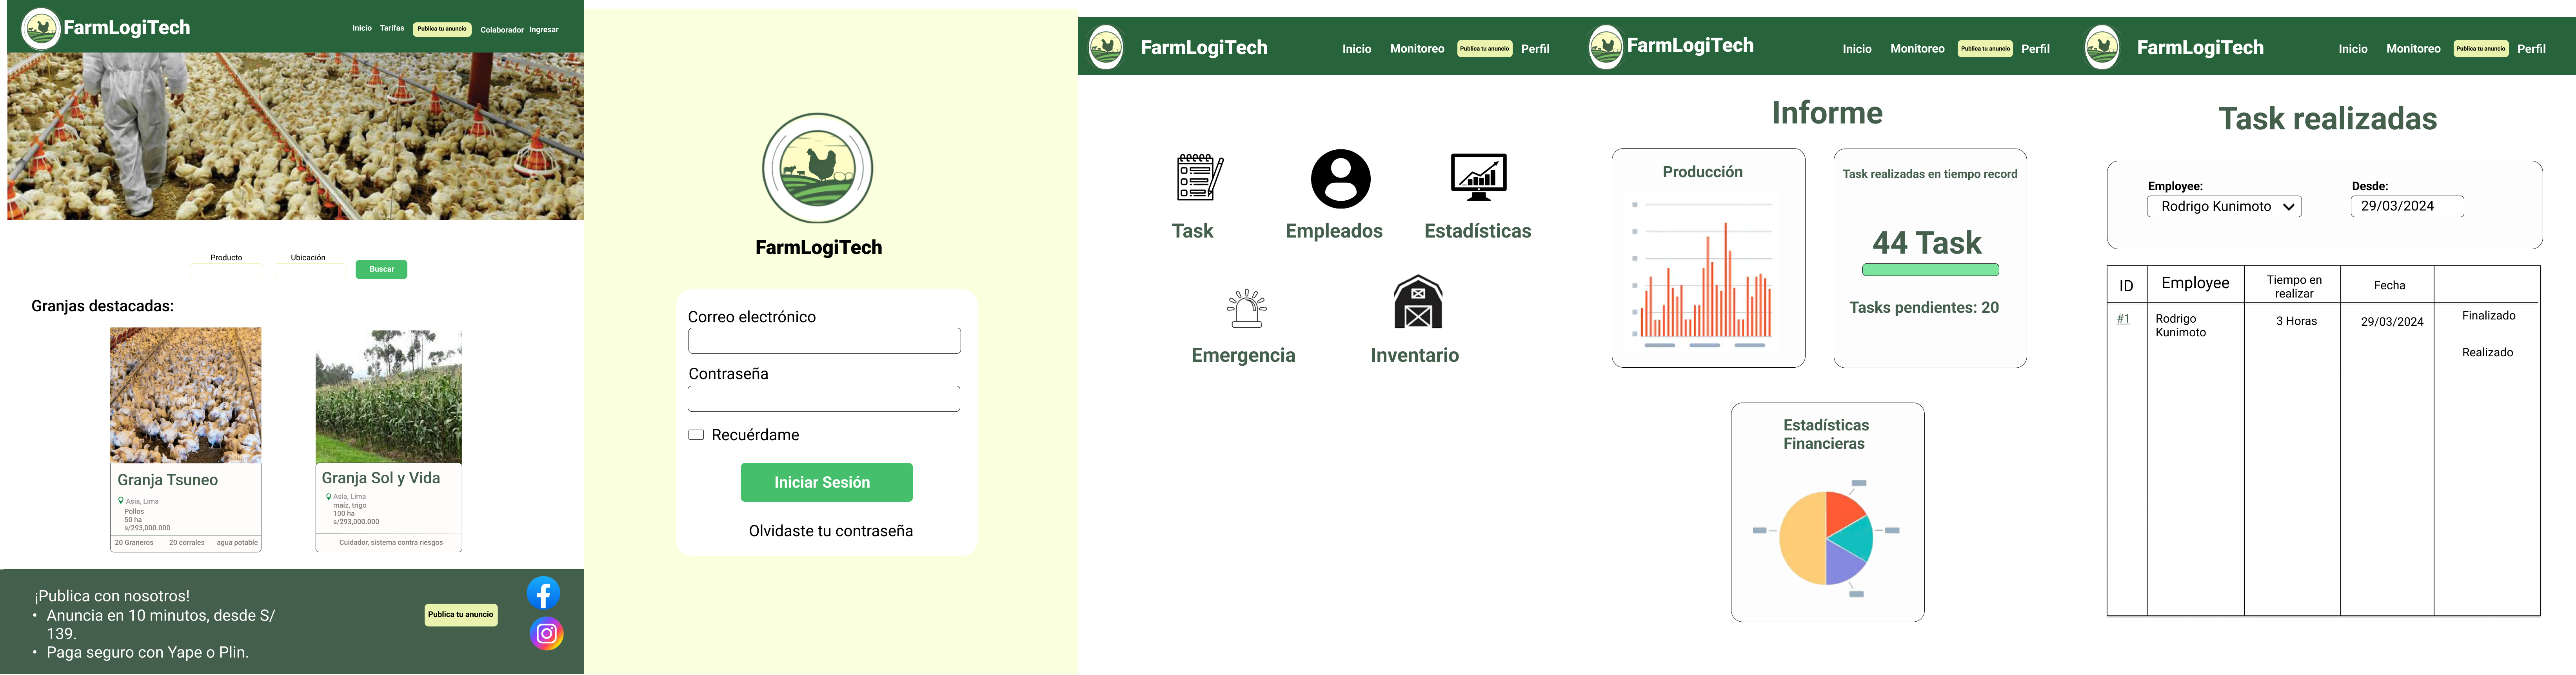 FarmLogiTech
Inicio Tarifas Publica tu anuncio Colaborador Ingresar
Producto Ubicación Buscar
Granjas destacadas:
Granja Tsuneo
Asia, Lima
Pollos
50 ha
s/293,000.000
20 Graneros 20 corrales agua potable
Granja Sol y Vida
Asia, Lima
maíz, trigo
100 ha
s/293,000.000
Cuidador, sistema contra riesgos
¡Publica con nosotros!
• Anuncia en 10 minutos, desde S/
139.
• Paga seguro con Yape o Plin.
Publica tu anuncio
FarmLogiTech
Correo electrónico
Contraseña
Recuérdame
Iniciar Sesión
Olvidaste tu contraseña
FarmLogiTech Inicio Monitoreo Publica tu anuncio Perfil
Task Empleados Estadísticas
Emergencia Inventario
FarmLogiTech Inicio Monitoreo Publica tu anuncio Perfil
Informe
Producción
Task realizadas en tiempo record
44 Task
Tasks pendientes: 20
Estadísticas
Financieras
FarmLogiTech Inicio Monitoreo Publica tu anuncio Perfil
Task realizadas
Employee: Desde:
Rodrigo Kunimoto 29/03/2024
ID Employee Tiempo en realizar Fecha
#1 Rodrigo Kunimoto 3 Horas 29/03/2024 Finalizado
Realizado